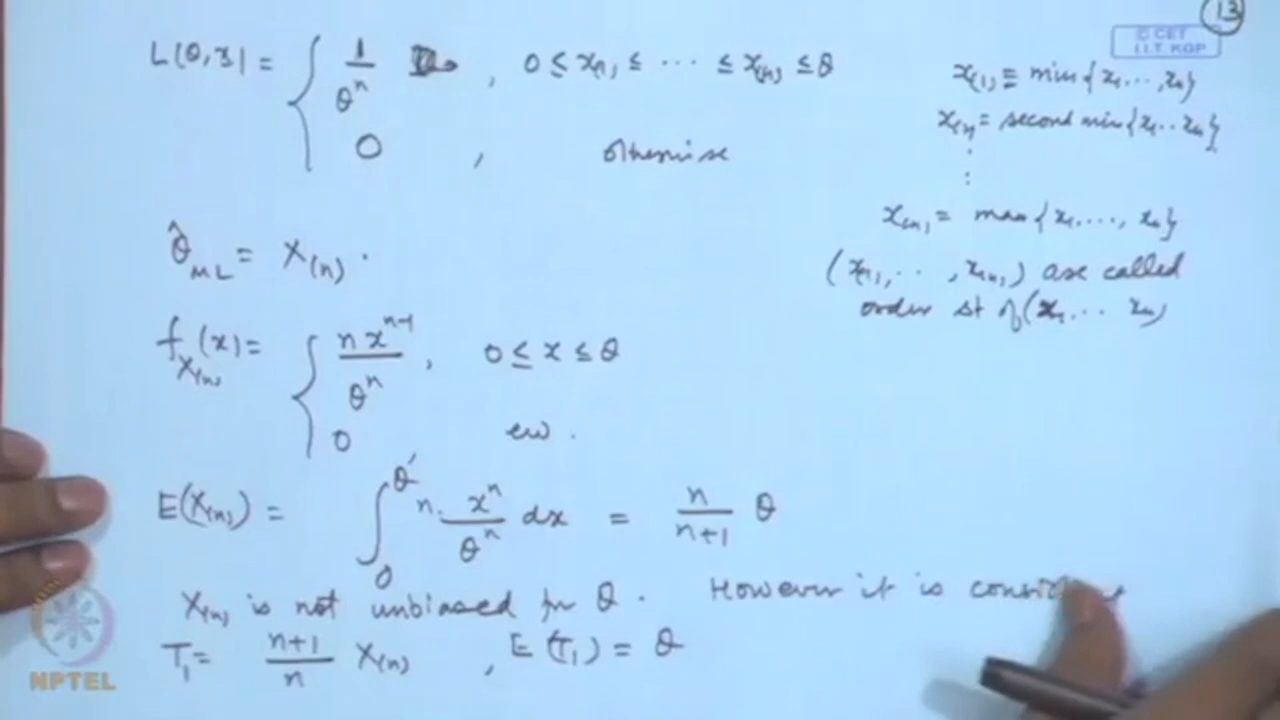 13
© CET
I.I.T. KGP
L(θ, x) = { 1/θⁿ , 0 ≤ x₍₁₎ ≤ ··· ≤ x₍ₙ₎ ≤ θ
0 , otherwise
x₍₁₎ ≡ min{x₁ ..., xₙ}
x₍₂₎ = second min{x₁ .. xₙ}
:
x₍ₙ₎ = max{x₁ ...., xₙ}
(x₍₁₎, .. , x₍ₙ₎) are called
order st of (x₁ ... xₙ)
θ̂_ML = X₍ₙ₎ .
f_X₍ₙ₎(x) = { n xⁿ⁻¹/θⁿ , 0 ≤ x ≤ θ
0 ew .
E(X₍ₙ₎) = ∫₀^θ n. xⁿ/θⁿ dx = n/(n+1) θ
X₍ₙ₎ is not unbiased for θ . However it is
T₁ = (n+1)/n X₍ₙ₎ , E(T₁) = θ
NPTEL